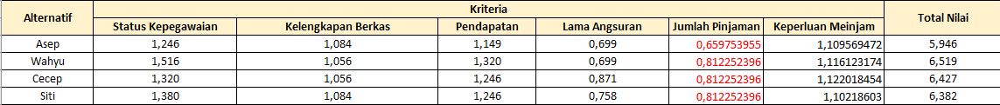 Alternatif Kriteria Total Nilai
Status Kepegawaian Kelengkapan Berkas Pendapatan Lama Angsuran Jumlah Pinjaman Keperluan Meinjam
Asep 1,246 1,084 1,149 0,699 0,659753955 1,109569472 5,946
Wahyu 1,516 1,056 1,320 0,699 0,812252396 1,116123174 6,519
Cecep 1,320 1,056 1,246 0,871 0,812252396 1,122018454 6,427
Siti 1,380 1,084 1,246 0,758 0,812252396 1,10218603 6,382